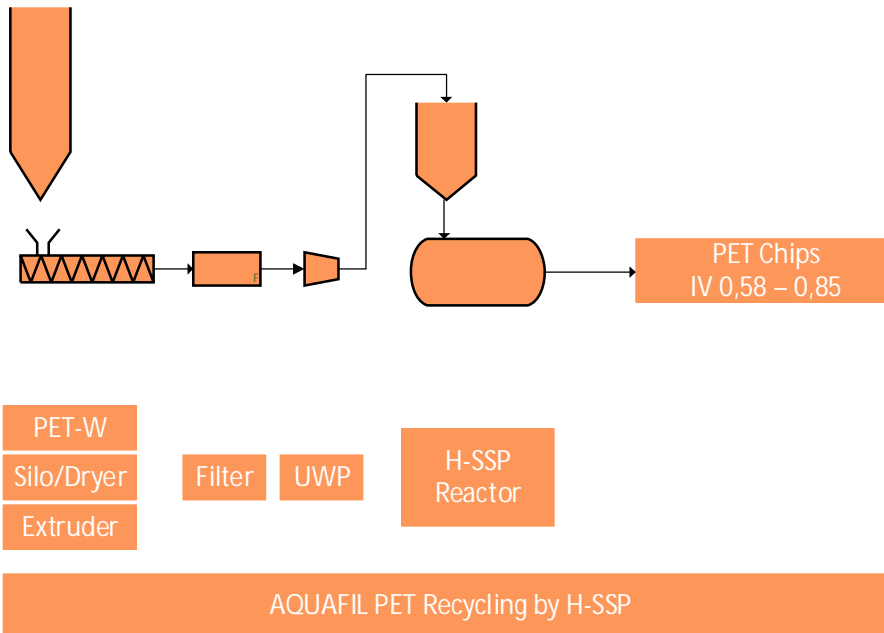 F
PET Chips
IV 0,58 – 0,85
PET-W
Silo/Dryer
Extruder
Filter
UWP
H-SSP
Reactor
AQUAFIL PET Recycling by H-SSP